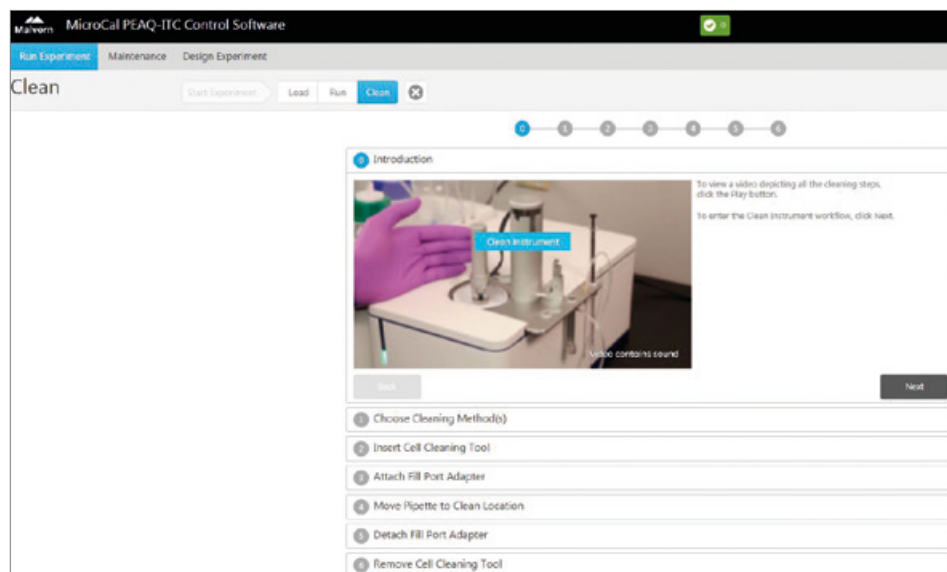 Malvern MicroCal PEAQ-ITC Control Software
0
Run Experiment Maintenance Design Experiment
Clean
Start Experiment Load Run Clean
0 1 2 3 4 5 6
0 Introduction
To view a video depicting all the cleaning steps,
click the Play button.
To enter the Clean Instrument workflow, click Next.
Clean Instrument
Video contains sound
Back Next
1 Choose Cleaning Method(s)
2 Insert Cell Cleaning Tool
3 Attach Fill Port Adapter
4 Move Pipette to Clean Location
5 Detach Fill Port Adapter
6 Remove Cell Cleaning Tool